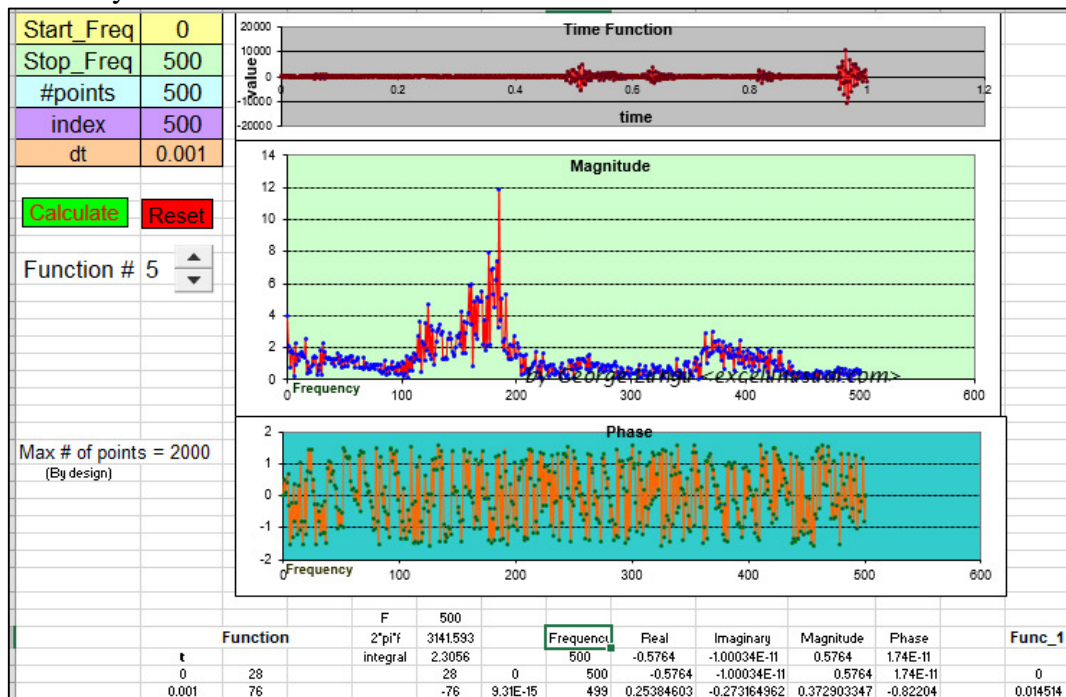 Start_Freq 0
Stop_Freq 500
#points 500
index 500
dt 0.001
Calculate Reset
Function # 5
Max # of points = 2000
(By design)
Time Function
20000
10000
0
-10000
-20000
value
0 0.2 0.4 0.6 0.8 1 1.2
time
Magnitude
14
12
10
8
6
4
2
0
0 100 200 300 400 500 600
Frequency
by George Lungu <excelunusual.com>
Phase
2
1
0
-1
-2
0 100 200 300 400 500 600
Frequency
F 500
Function 2*pi*f 3141.593 Frequency Real Imaginary Magnitude Phase Func_1
t integral 2.3056 500 -0.5764 -1.00034E-11 0.5764 1.74E-11
0 28 28 0 500 -0.5764 -1.00034E-11 0.5764 1.74E-11 0
0.001 76 -76 9.31E-15 499 0.25384603 -0.273164962 0.372903347 -0.82204 0.014514